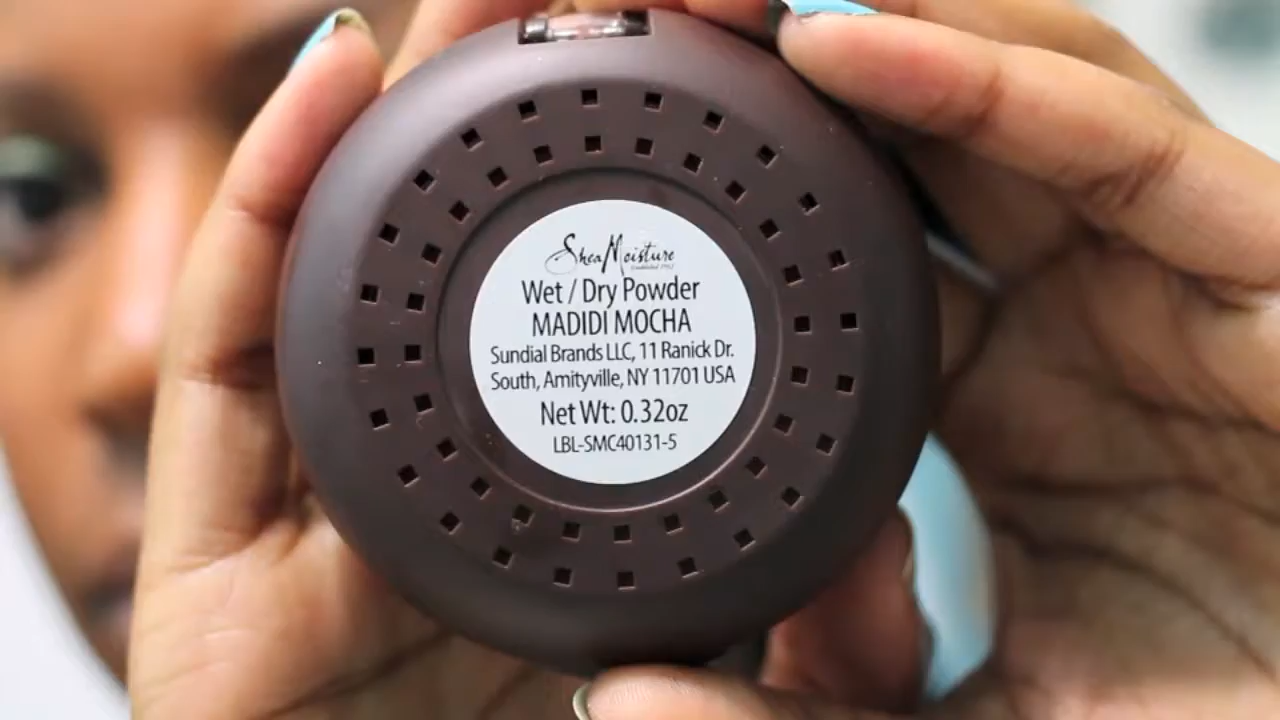 SheaMoisture
Wet / Dry Powder
MADIDI MOCHA
Sundial Brands LLC, 11 Ranick Dr.
South, Amityville, NY 11701 USA
Net Wt: 0.32oz
LBL-SMC40131-5